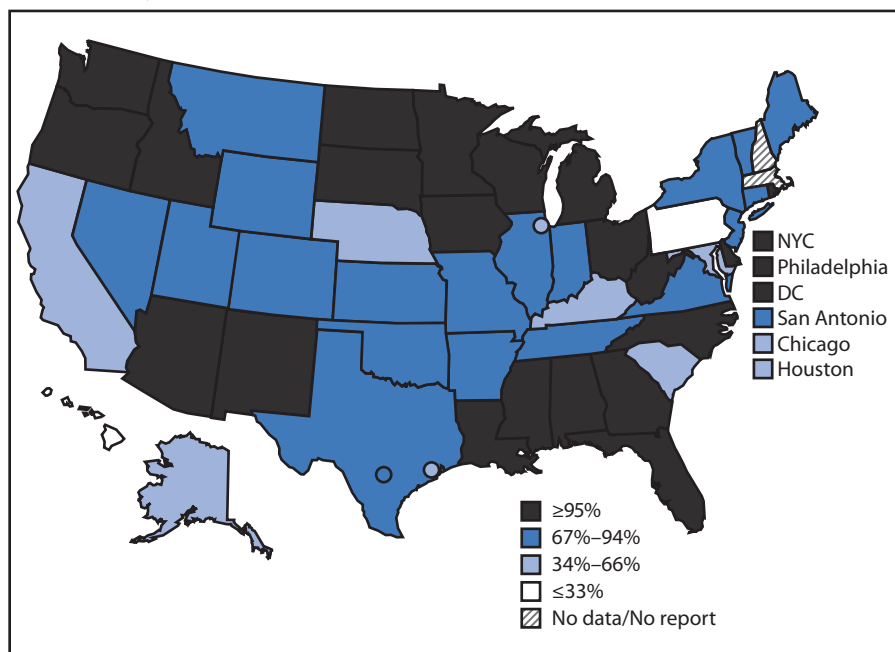 NYC
Philadelphia
DC
San Antonio
Chicago
Houston
≥95%
67%–94%
34%–66%
≤33%
No data/No report